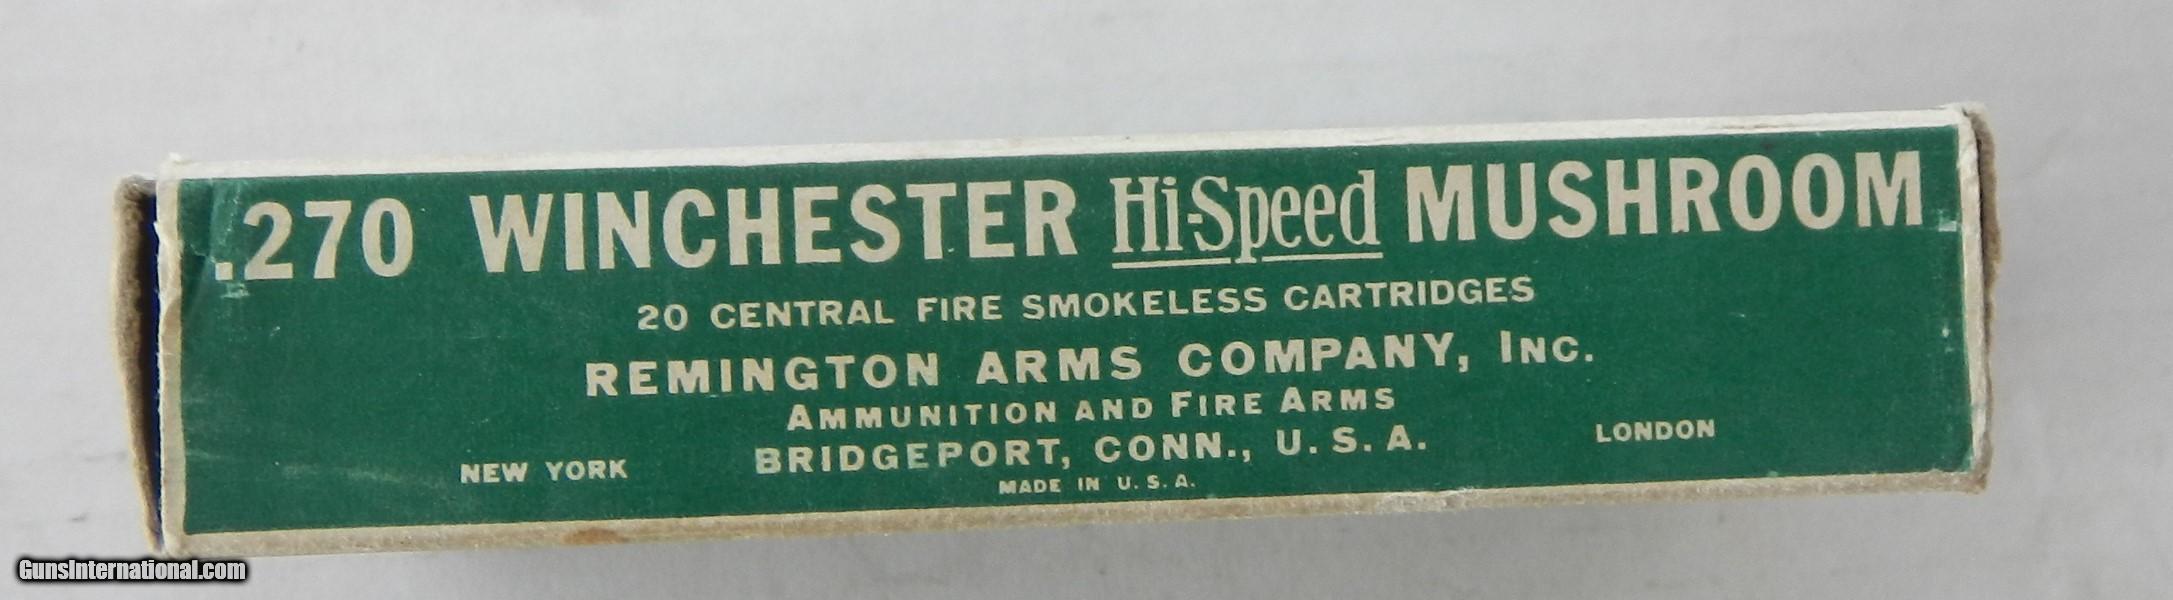 .270 WINCHESTER Hi-Speed MUSHROOM
20 CENTRAL FIRE SMOKELESS CARTRIDGES
REMINGTON ARMS COMPANY, INC.
AMMUNITION AND FIRE ARMS
NEW YORK BRIDGEPORT, CONN., U. S. A. LONDON
MADE IN U. S. A.
GunsInternational.com